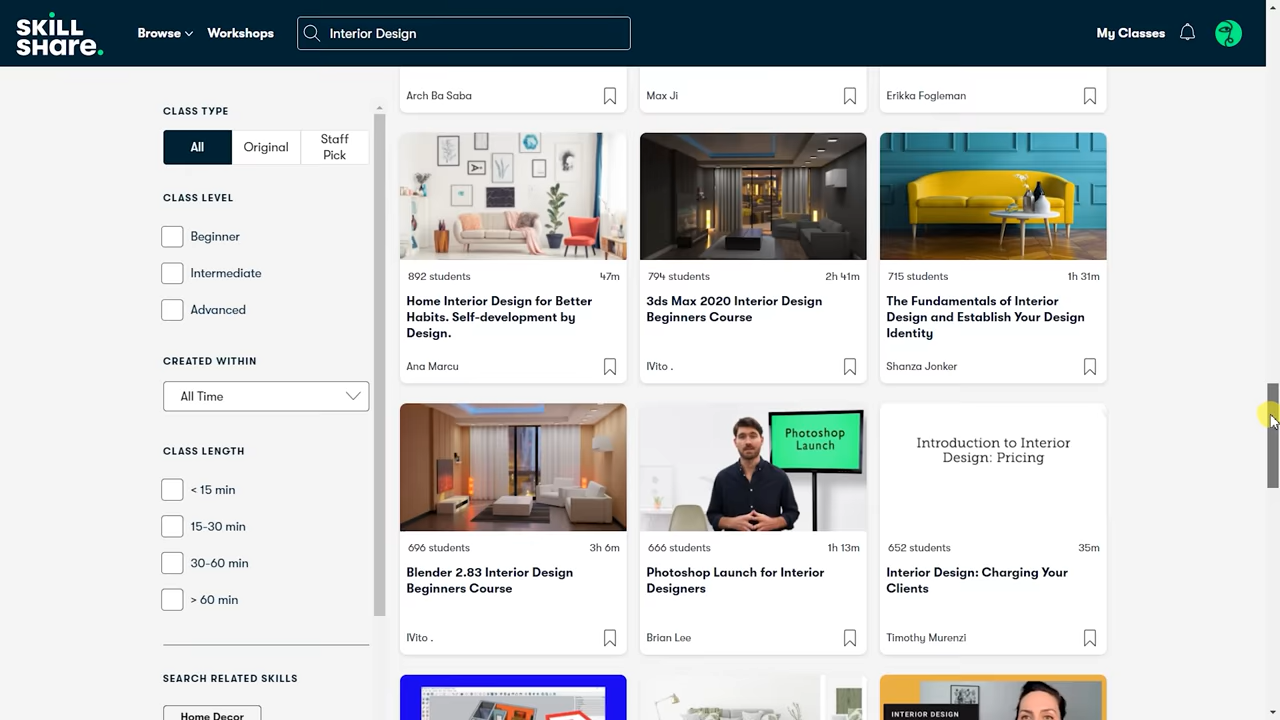 SKILL
SHARE.
Browse
Workshops
Interior Design
My Classes
CLASS TYPE
All
Original
Staff
Pick
CLASS LEVEL
Beginner
Intermediate
Advanced
CREATED WITHIN
All Time
CLASS LENGTH
< 15 min
15-30 min
30-60 min
> 60 min
SEARCH RELATED SKILLS
Home Decor
Arch Ba Saba
Max Ji
Erikka Fogleman
892 students 47m
Home Interior Design for Better
Habits. Self-development by
Design.
Ana Marcu
794 students 2h 41m
3ds Max 2020 Interior Design
Beginners Course
IVito .
715 students 1h 31m
The Fundamentals of Interior
Design and Establish Your Design
Identity
Shanza Jonker
696 students 3h 6m
Blender 2.83 Interior Design
Beginners Course
IVito .
Photoshop
Launch
666 students 1h 13m
Photoshop Launch for Interior
Designers
Brian Lee
Introduction to Interior
Design: Pricing
652 students 35m
Interior Design: Charging Your
Clients
Timothy Murenzi
INTERIOR DESIGN